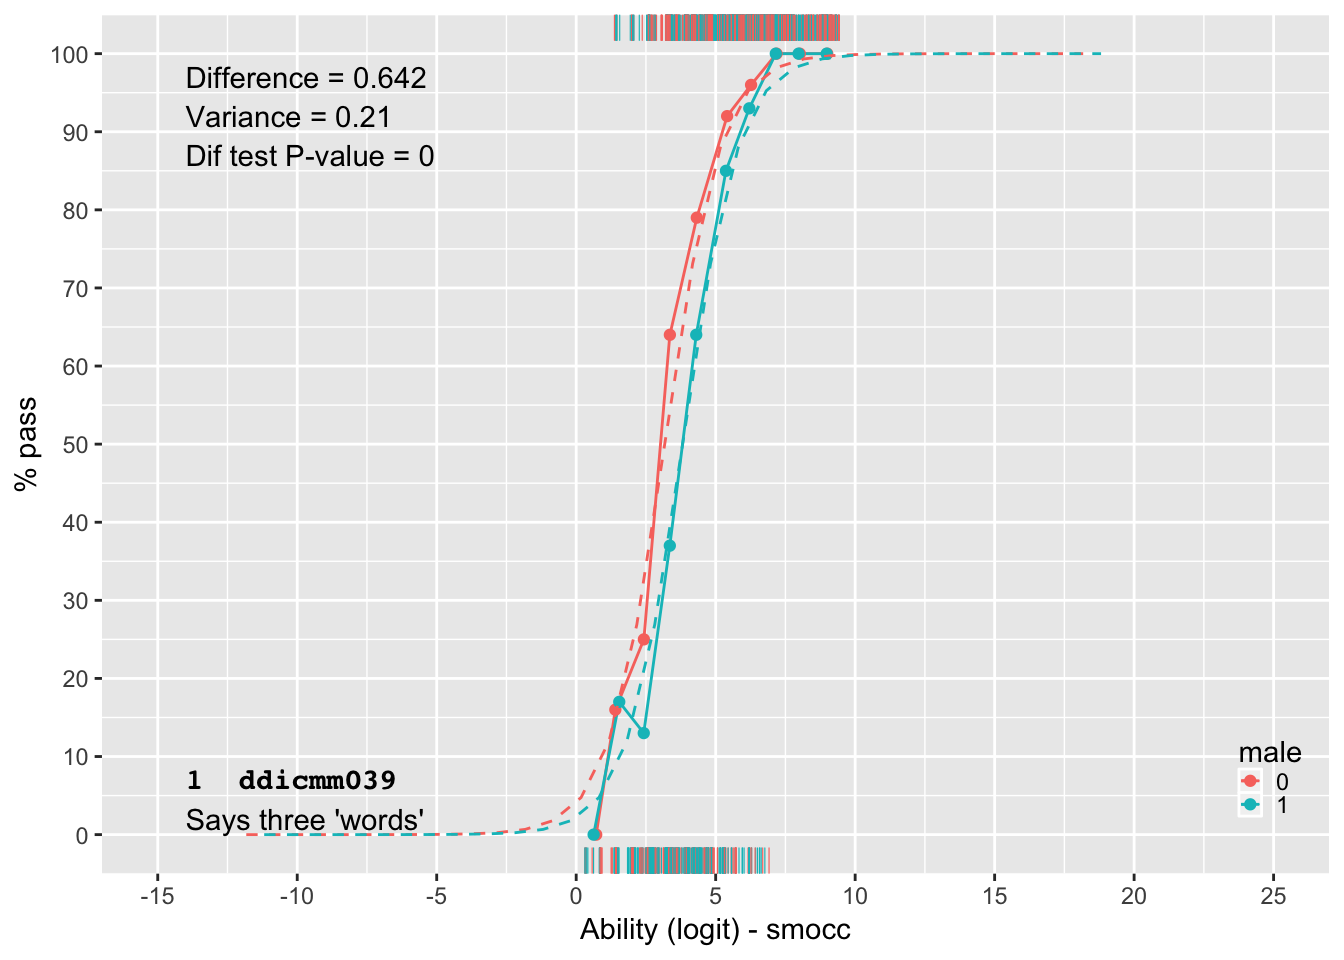 Difference = 0.642
Variance = 0.21
Dif test P-value = 0
100
90
80
70
60
50
40
30
20
10
0
% pass
1 ddicmm039
Says three 'words'
male
0
1
-15 -10 -5 0 5 10 15 20 25
Ability (logit) - smocc